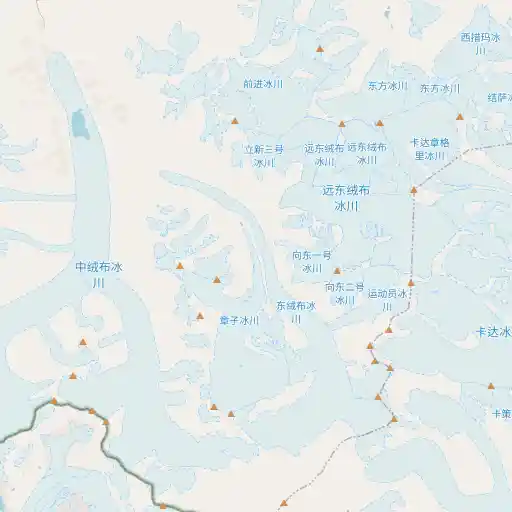 西措玛冰
川
前进冰川
东方冰川
东方冰川
结萨冰
立新三号
冰川
远东绒布
冰川
远东绒布
冰川
卡达章格
里冰川
远东绒布
冰川
中绒布冰
川
向东一号
冰川
向东二号
冰川
运动员冰
川
东绒布冰
川
章子冰川
卡达冰
卡策